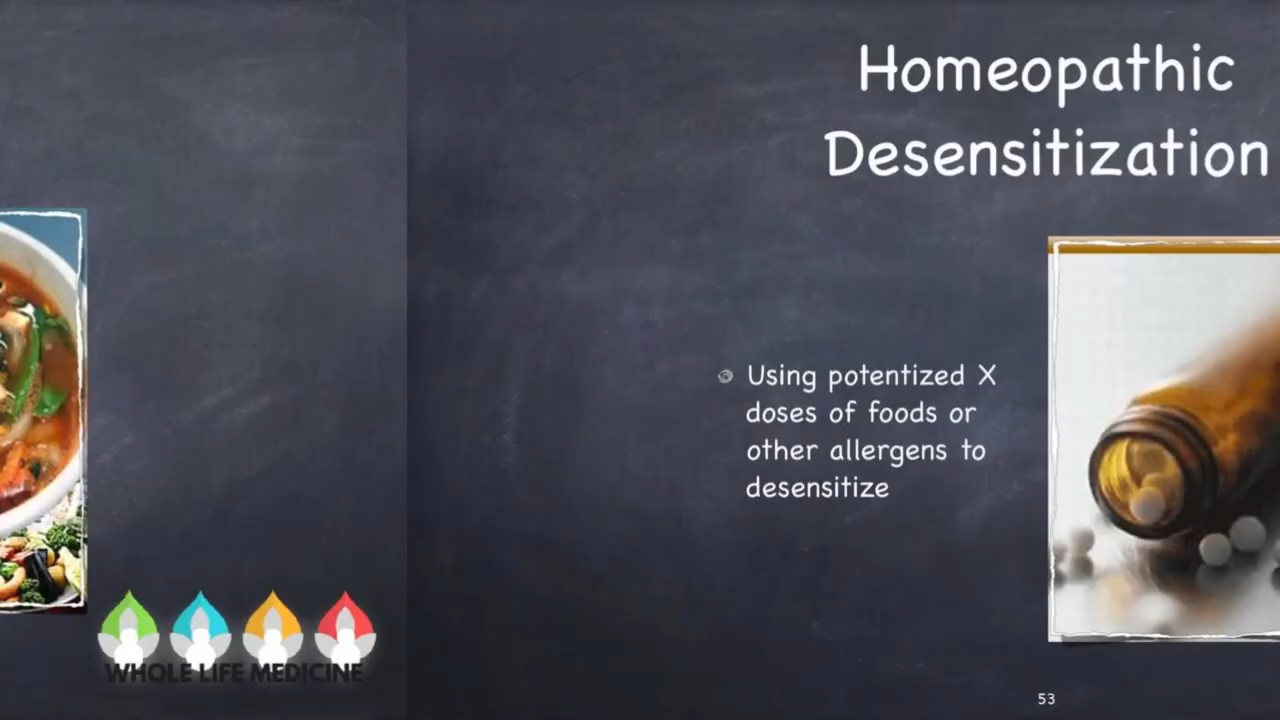 Homeopathic
Desensitization
Using potentized X
doses of foods or
other allergens to
desensitize
WHOLE LIFE MEDICINE
53